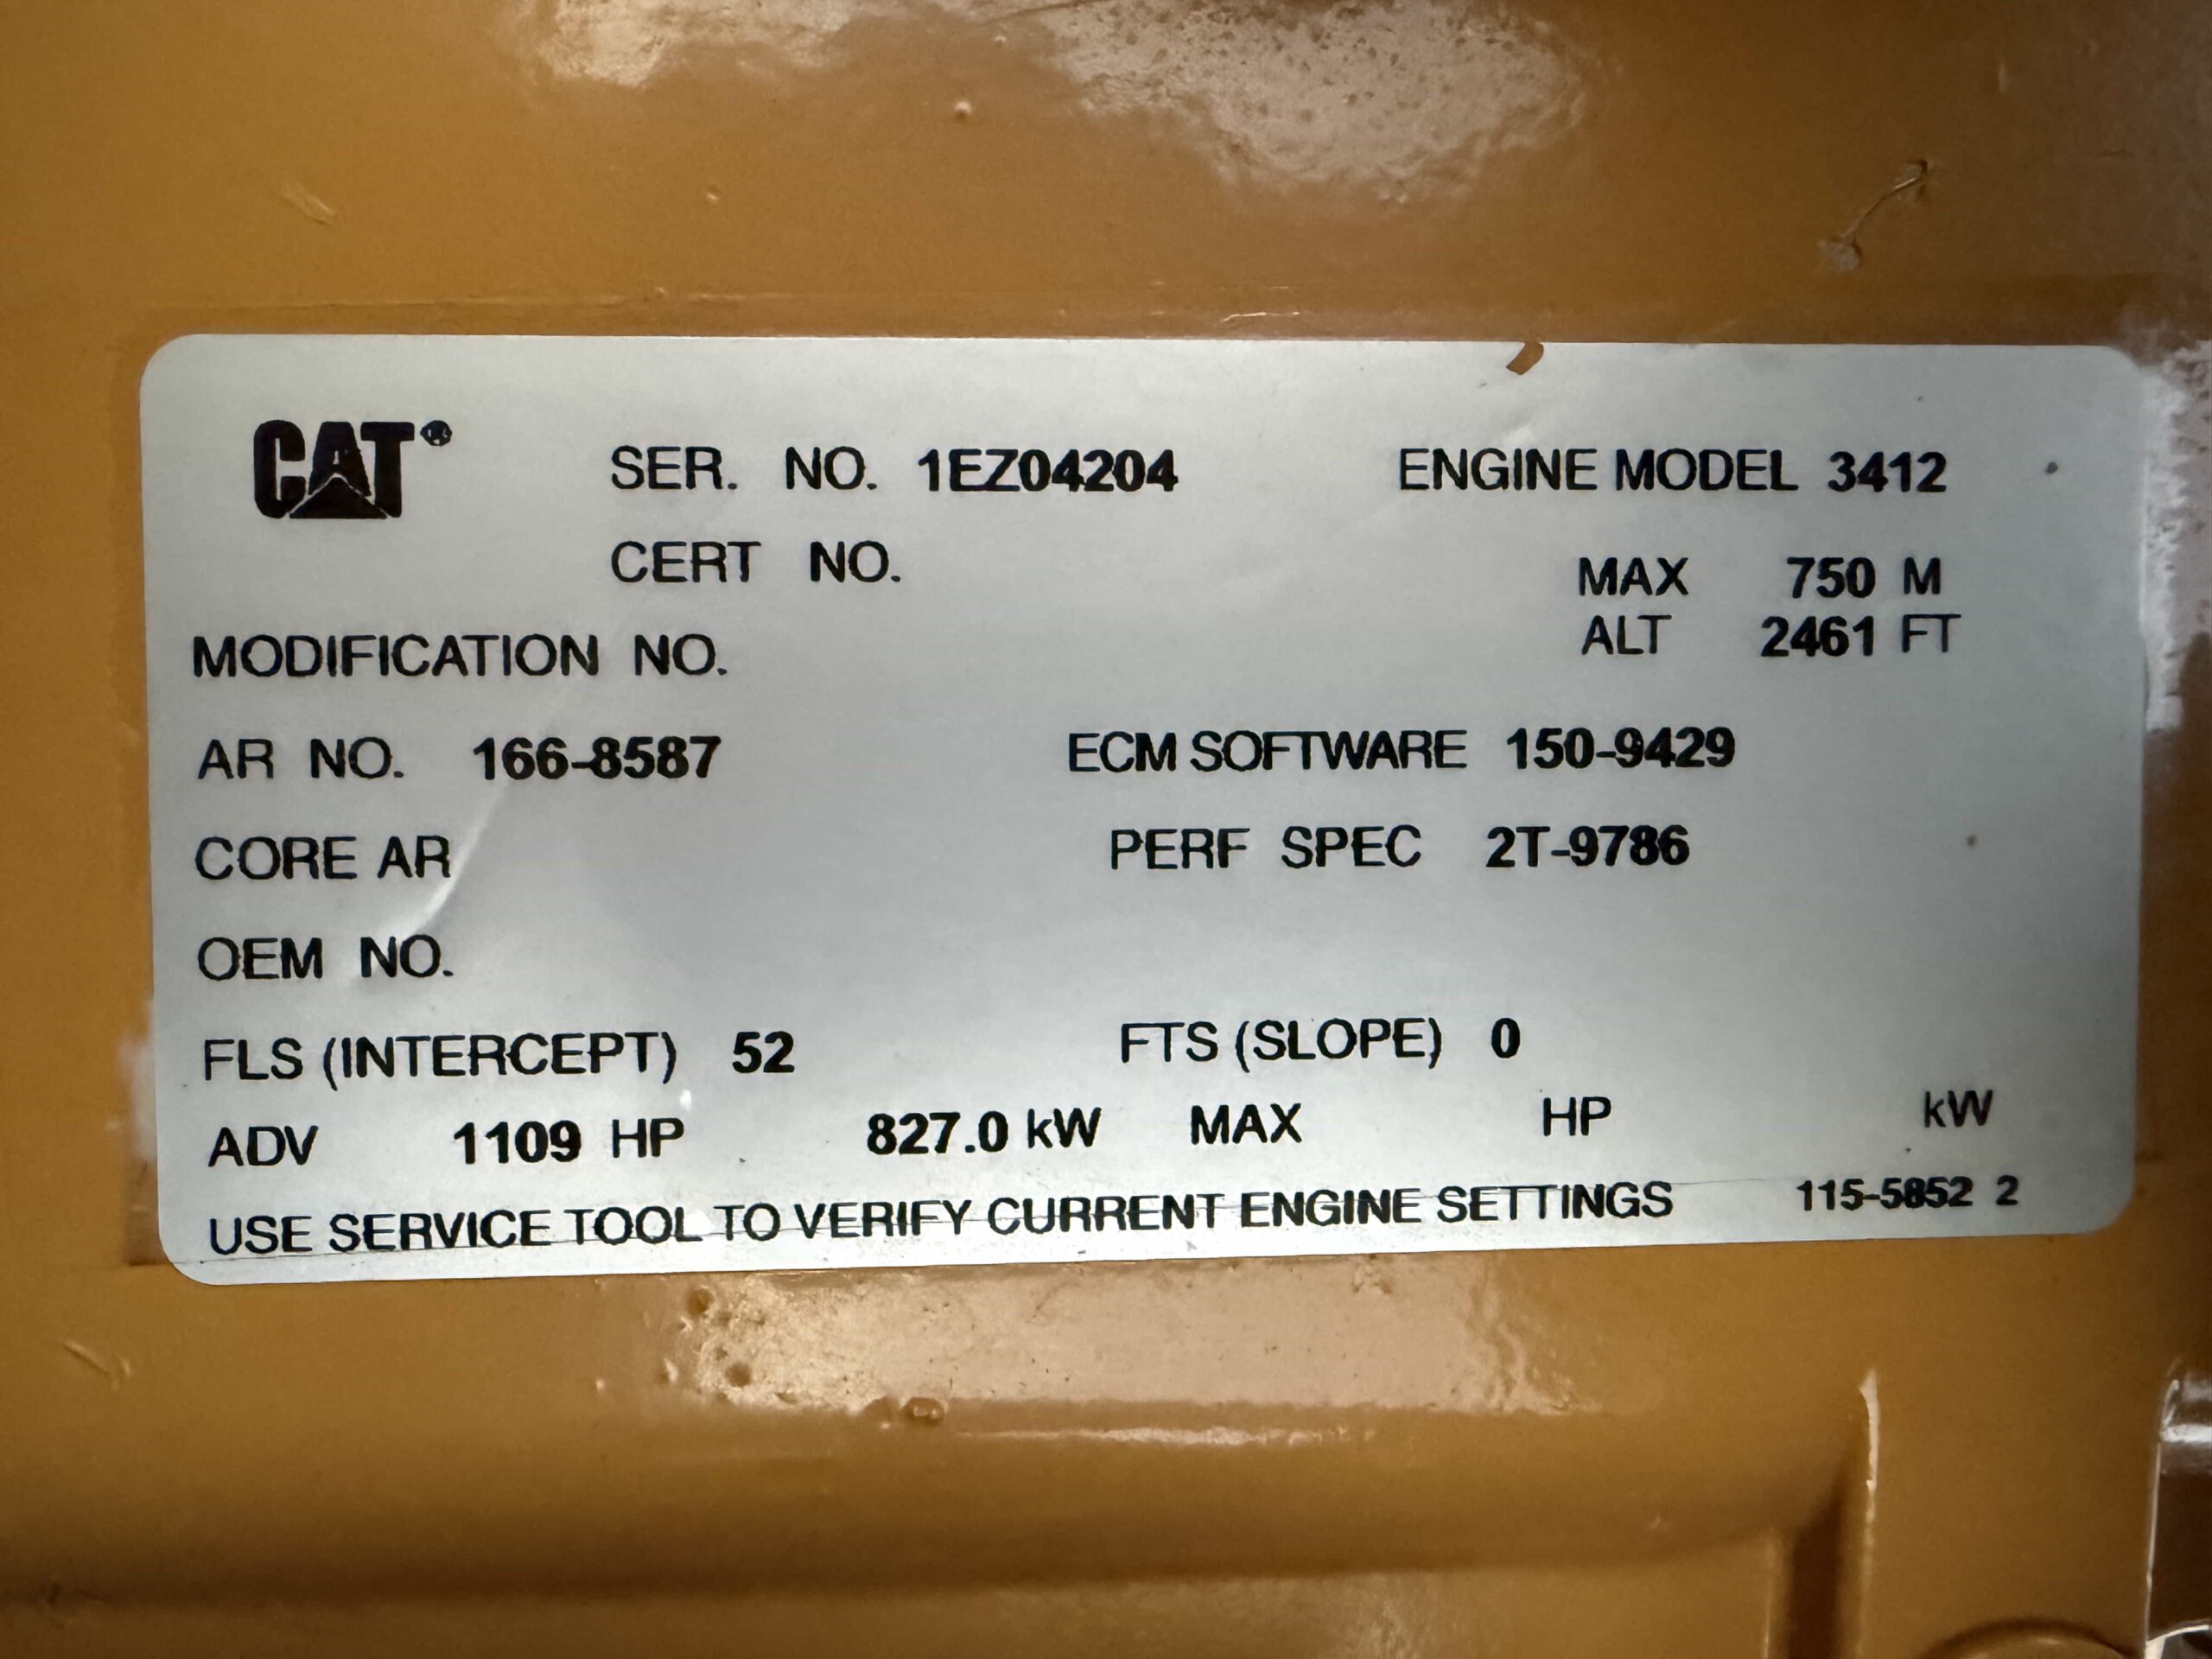 CAT® SER. NO. 1EZ04204 ENGINE MODEL 3412
CERT NO. MAX 750 M
ALT 2461 FT
MODIFICATION NO.
AR NO. 166-8587 ECM SOFTWARE 150-9429
CORE AR PERF SPEC 2T-9786
OEM NO.
FLS (INTERCEPT) 52 FTS (SLOPE) 0
ADV 1109 HP 827.0 kW MAX HP kW
USE SERVICE TOOL TO VERIFY CURRENT ENGINE SETTINGS 115-5852 2